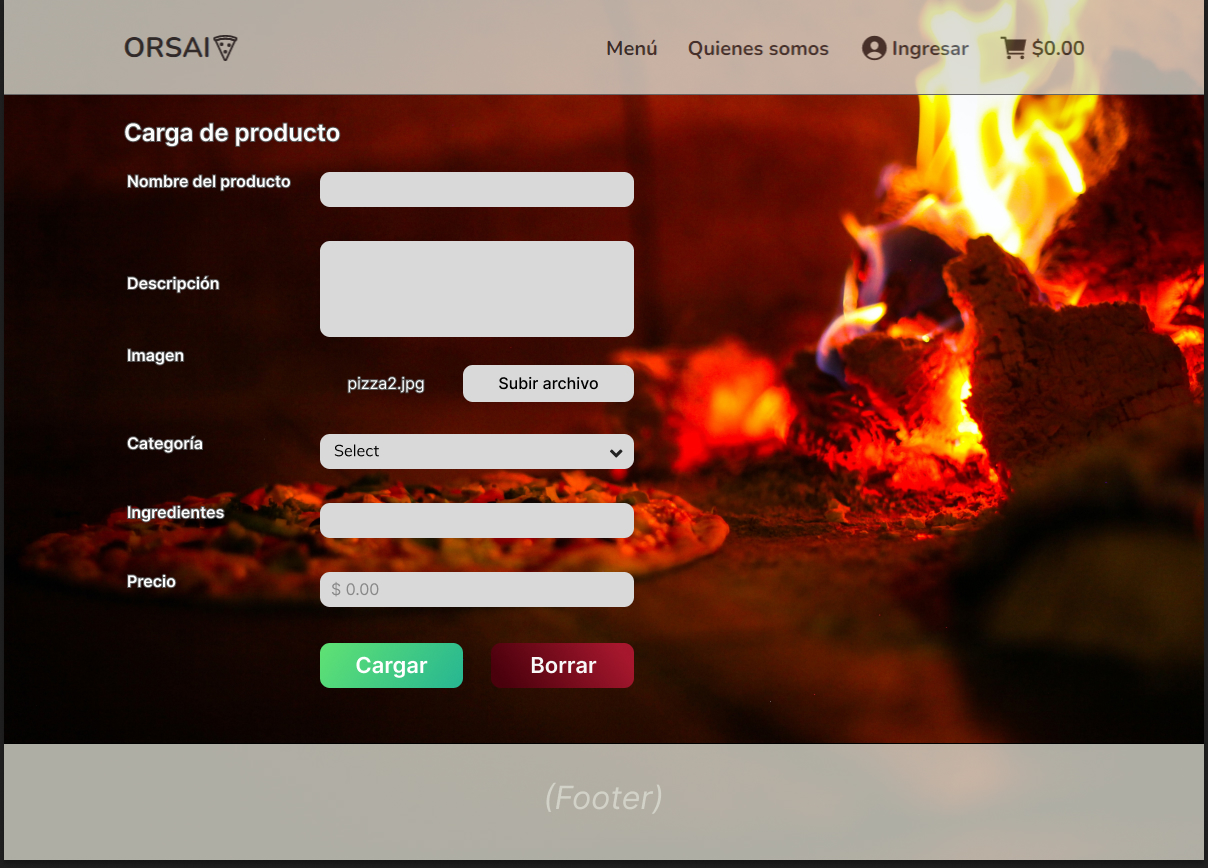 ORSAI
Menú Quienes somos Ingresar $0.00
Carga de producto
Nombre del producto
Descripción
Imagen
pizza2.jpg Subir archivo
Categoría Select
Ingredientes
Precio $ 0.00
Cargar Borrar
(Footer)